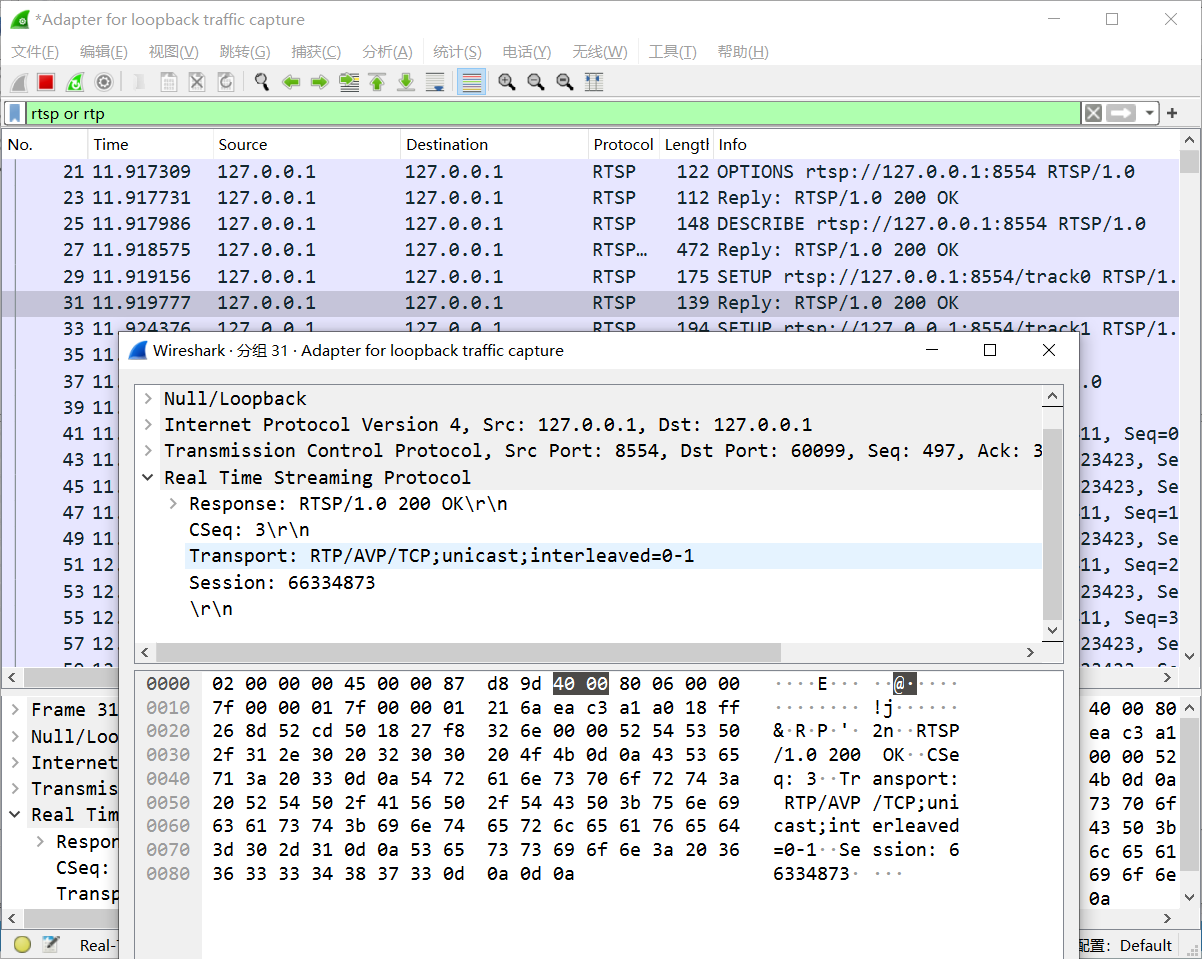 *Adapter for loopback traffic capture
文件(F) 编辑(E) 视图(V) 跳转(G) 捕获(C) 分析(A) 统计(S) 电话(Y) 无线(W) 工具(T) 帮助(H)
rtsp or rtp
No. Time Source Destination Protocol Lengtl Info
21 11.917309 127.0.0.1 127.0.0.1 RTSP 122 OPTIONS rtsp://127.0.0.1:8554 RTSP/1.0
23 11.917731 127.0.0.1 127.0.0.1 RTSP 112 Reply: RTSP/1.0 200 OK
25 11.917986 127.0.0.1 127.0.0.1 RTSP 148 DESCRIBE rtsp://127.0.0.1:8554 RTSP/1.0
27 11.918575 127.0.0.1 127.0.0.1 RTSP… 472 Reply: RTSP/1.0 200 OK
29 11.919156 127.0.0.1 127.0.0.1 RTSP 175 SETUP rtsp://127.0.0.1:8554/track0 RTSP/1.
31 11.919777 127.0.0.1 127.0.0.1 RTSP 139 Reply: RTSP/1.0 200 OK
33 11.924376 127.0.0.1 127.0.0.1 RTSP 194 SETUP rtsp://127.0.0.1:8554/track1 RTSP/1.
35 11.
37 11. .0
39 11.
41 11. 11, Seq=0
43 11. 23423, Se
45 11. 23423, Se
47 11. 11, Seq=1
49 11. 23423, Se
51 12. 11, Seq=2
53 12. 23423, Se
55 12. 11, Seq=3
57 12. 23423, Se
Wireshark · 分组 31 · Adapter for loopback traffic capture
Null/Loopback
Internet Protocol Version 4, Src: 127.0.0.1, Dst: 127.0.0.1
Transmission Control Protocol, Src Port: 8554, Dst Port: 60099, Seq: 497, Ack: 3
Real Time Streaming Protocol
Response: RTSP/1.0 200 OK\r\n
CSeq: 3\r\n
Transport: RTP/AVP/TCP;unicast;interleaved=0-1
Session: 66334873
\r\n
0000 02 00 00 00 45 00 00 87 d8 9d 40 00 80 06 00 00 ····E··· ··@·····
0010 7f 00 00 01 7f 00 00 01 21 6a ea c3 a1 a0 18 ff ········ !j······
0020 26 8d 52 cd 50 18 27 f8 32 6e 00 00 52 54 53 50 &·R·P·'· 2n··RTSP
0030 2f 31 2e 30 20 32 30 30 20 4f 4b 0d 0a 43 53 65 /1.0 200 OK··CSe
0040 71 3a 20 33 0d 0a 54 72 61 6e 73 70 6f 72 74 3a q: 3··Tr ansport:
0050 20 52 54 50 2f 41 56 50 2f 54 43 50 3b 75 6e 69 RTP/AVP /TCP;uni
0060 63 61 73 74 3b 69 6e 74 65 72 6c 65 61 76 65 64 cast;int erleaved
0070 3d 30 2d 31 0d 0a 53 65 73 73 69 6f 6e 3a 20 36 =0-1··Se ssion: 6
0080 36 33 33 34 38 37 33 0d 0a 0d 0a 6334873· ···
Frame 31
Null/Loo
Internet
Transmis
Real Tim
Respon
CSeq:
Transp
40 00 80
ea c3 a1
00 00 52
4b 0d 0a
73 70 6f
43 50 3b
6c 65 61
69 6f 6e
0a
Real-T
配置: Default